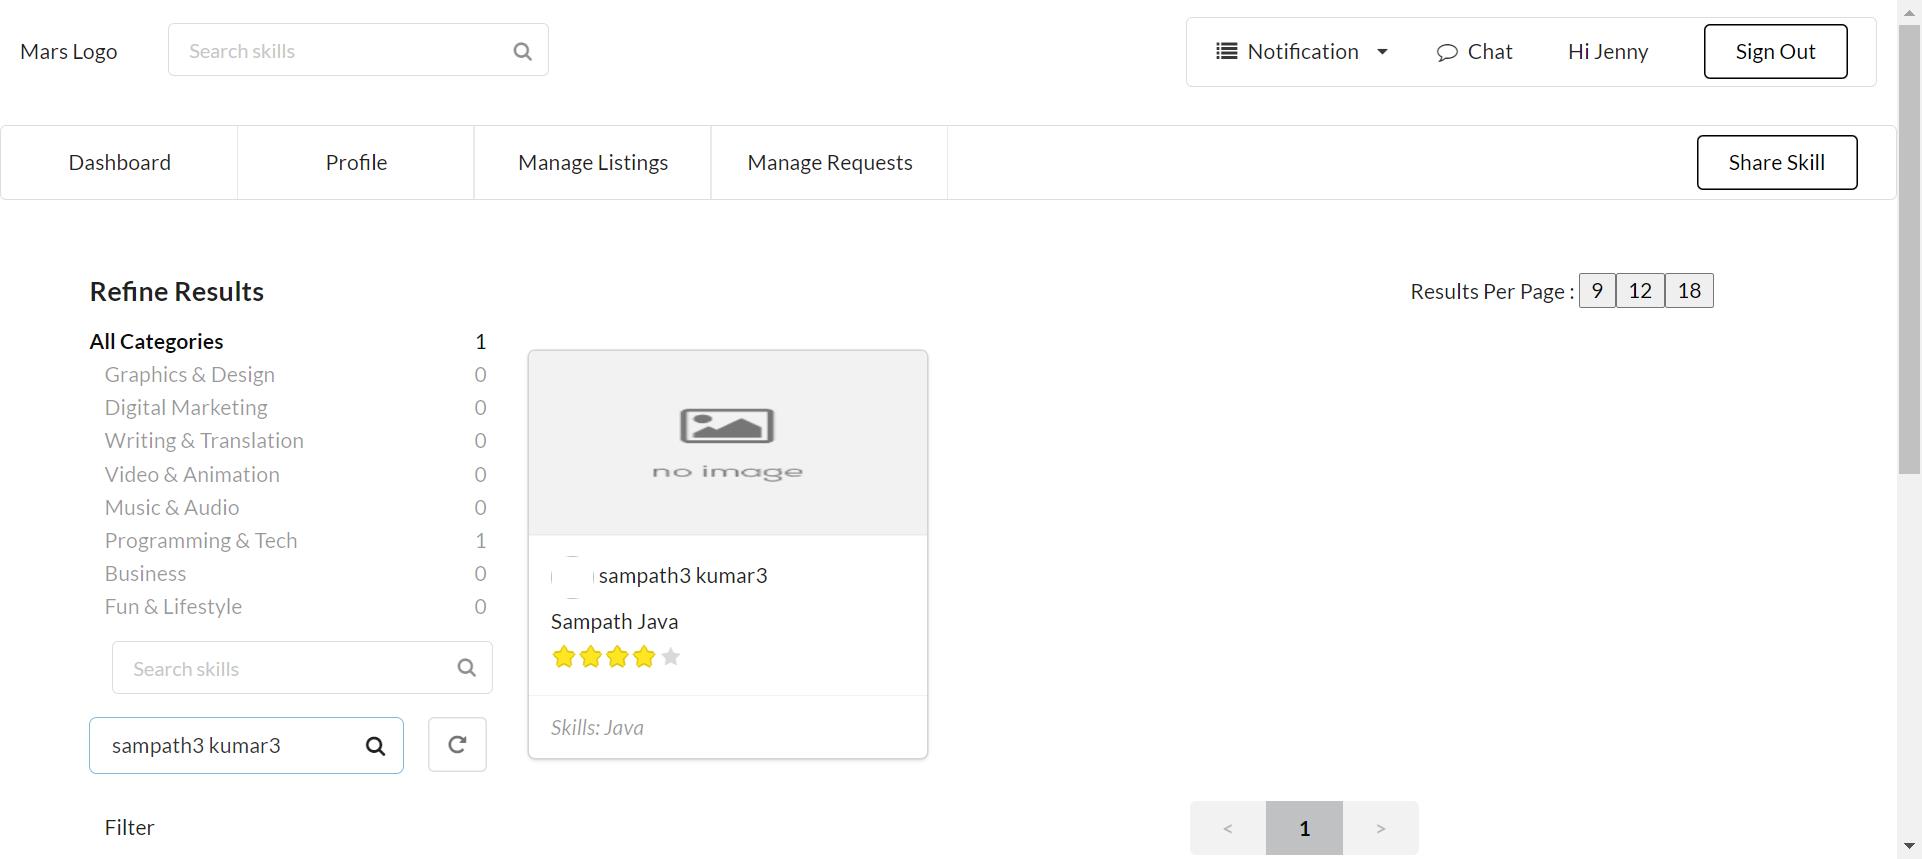 Mars Logo
Search skills
Notification
Chat
Hi Jenny
Sign Out
Dashboard
Profile
Manage Listings
Manage Requests
Share Skill
Refine Results
Results Per Page : 9 12 18
All Categories 1
Graphics & Design 0
Digital Marketing 0
Writing & Translation 0
Video & Animation 0
Music & Audio 0
Programming & Tech 1
Business 0
Fun & Lifestyle 0
Search skills
sampath3 kumar3
Filter
no image
sampath3 kumar3
Sampath Java
Skills: Java
< 1 >